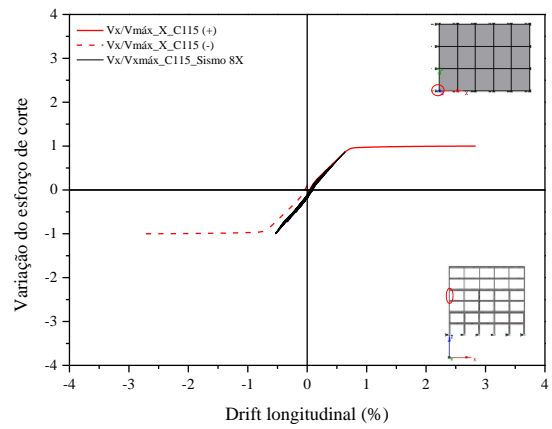 Vx/Vmáx_X_C115 (+)
Vx/Vmáx_X_C115 (-)
Vx/Vxmáx_C115_Sismo 8X
Variação do esforço de corte
4
3
2
1
0
-1
-2
-3
-4
-4 -3 -2 -1 0 1 2 3 4
Drift longitudinal (%)